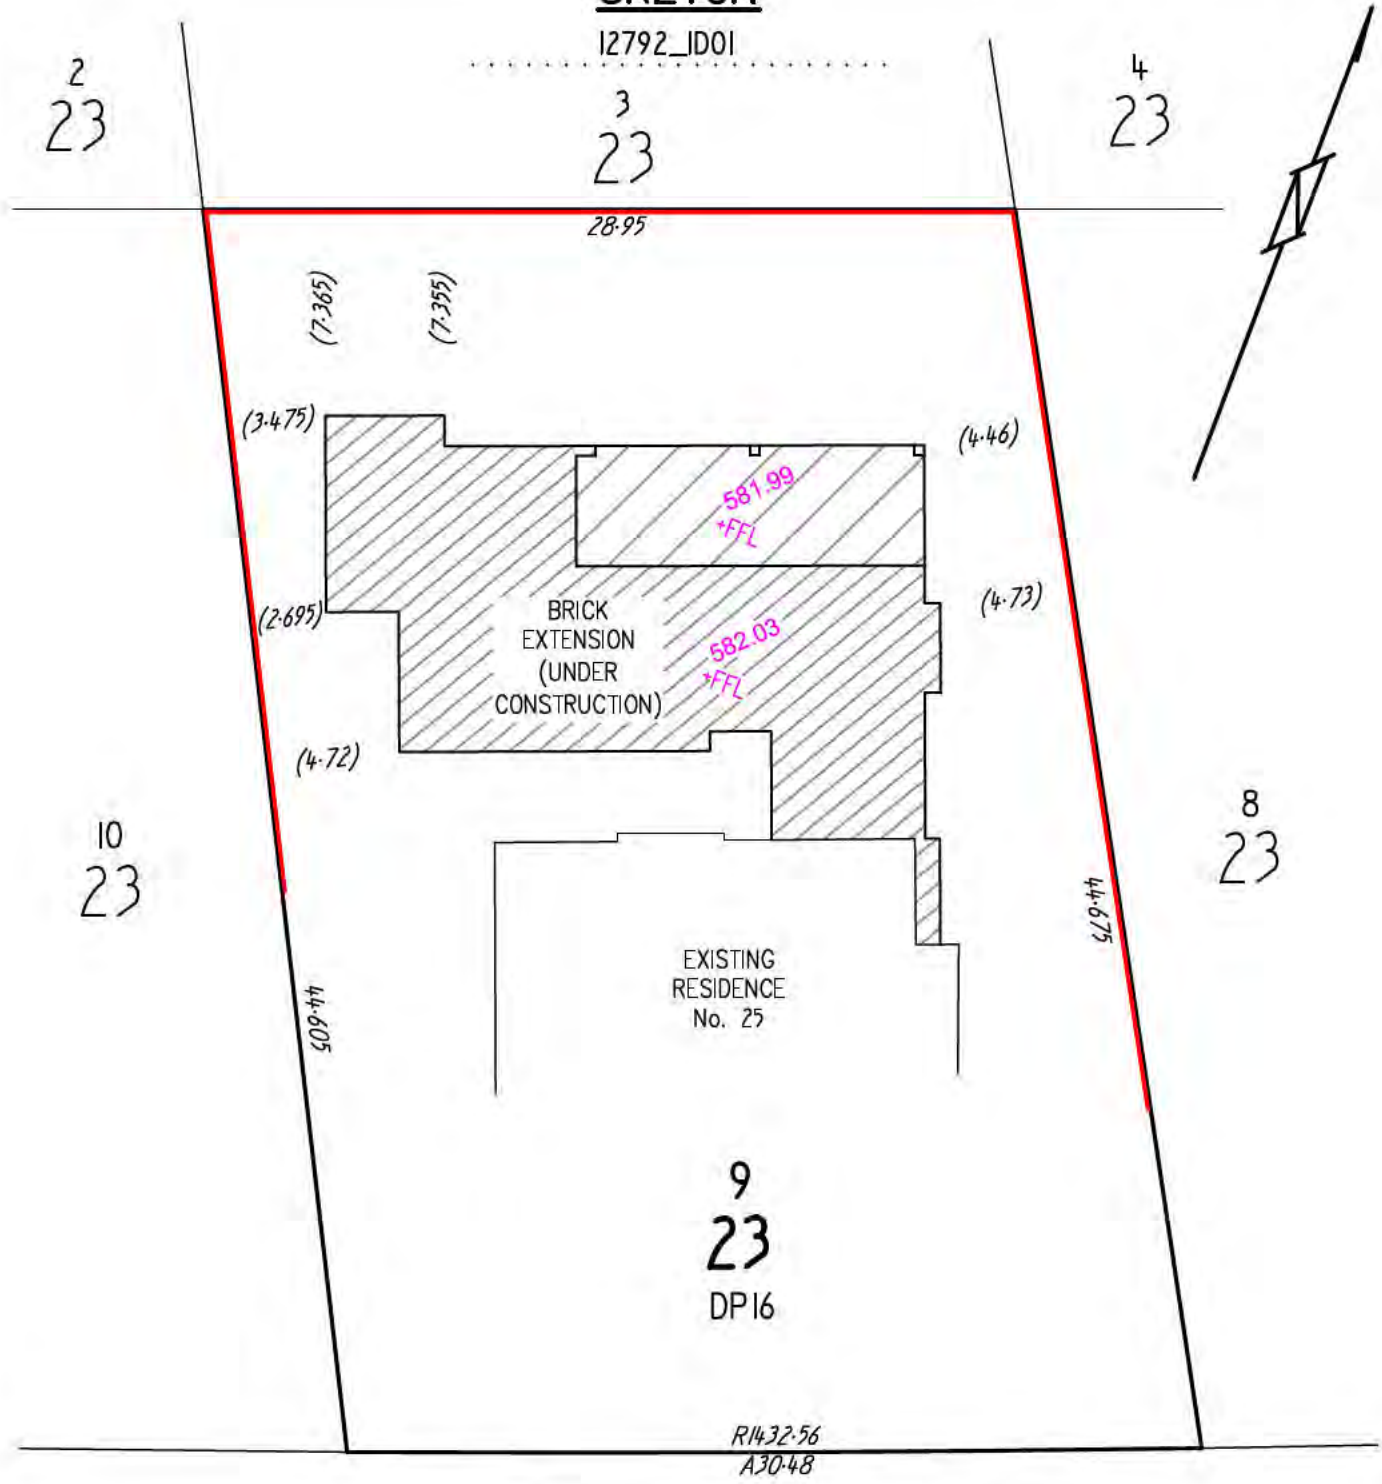 12792_ID01
2
23
3
23
4
23
28.95
(7.365)
(7.355)
(3.475)
(4.46)
581.99
+FFL
(2.695)
(4.73)
BRICK
EXTENSION
(UNDER
CONSTRUCTION)
582.03
+FFL
(4.72)
10
23
8
23
44.675
44.605
EXISTING
RESIDENCE
No. 25
9
23
DP16
R1432.56
A30.48